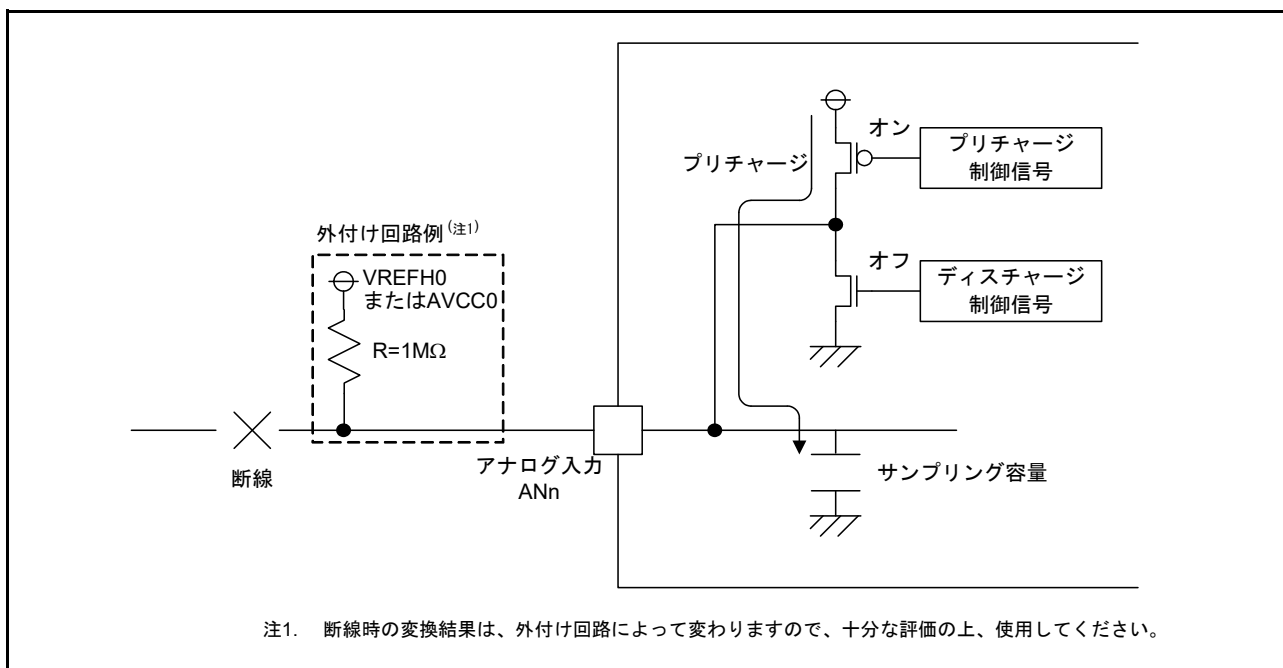 オン
プリチャージ
制御信号
プリチャージ
外付け回路例(注1)
VREFH0
またはAVCC0
オフ
ディスチャージ
制御信号
R=1MΩ
アナログ入力
ANn
断線
サンプリング容量
注1. 断線時の変換結果は、外付け回路によって変わりますので、十分な評価の上、使用してください。